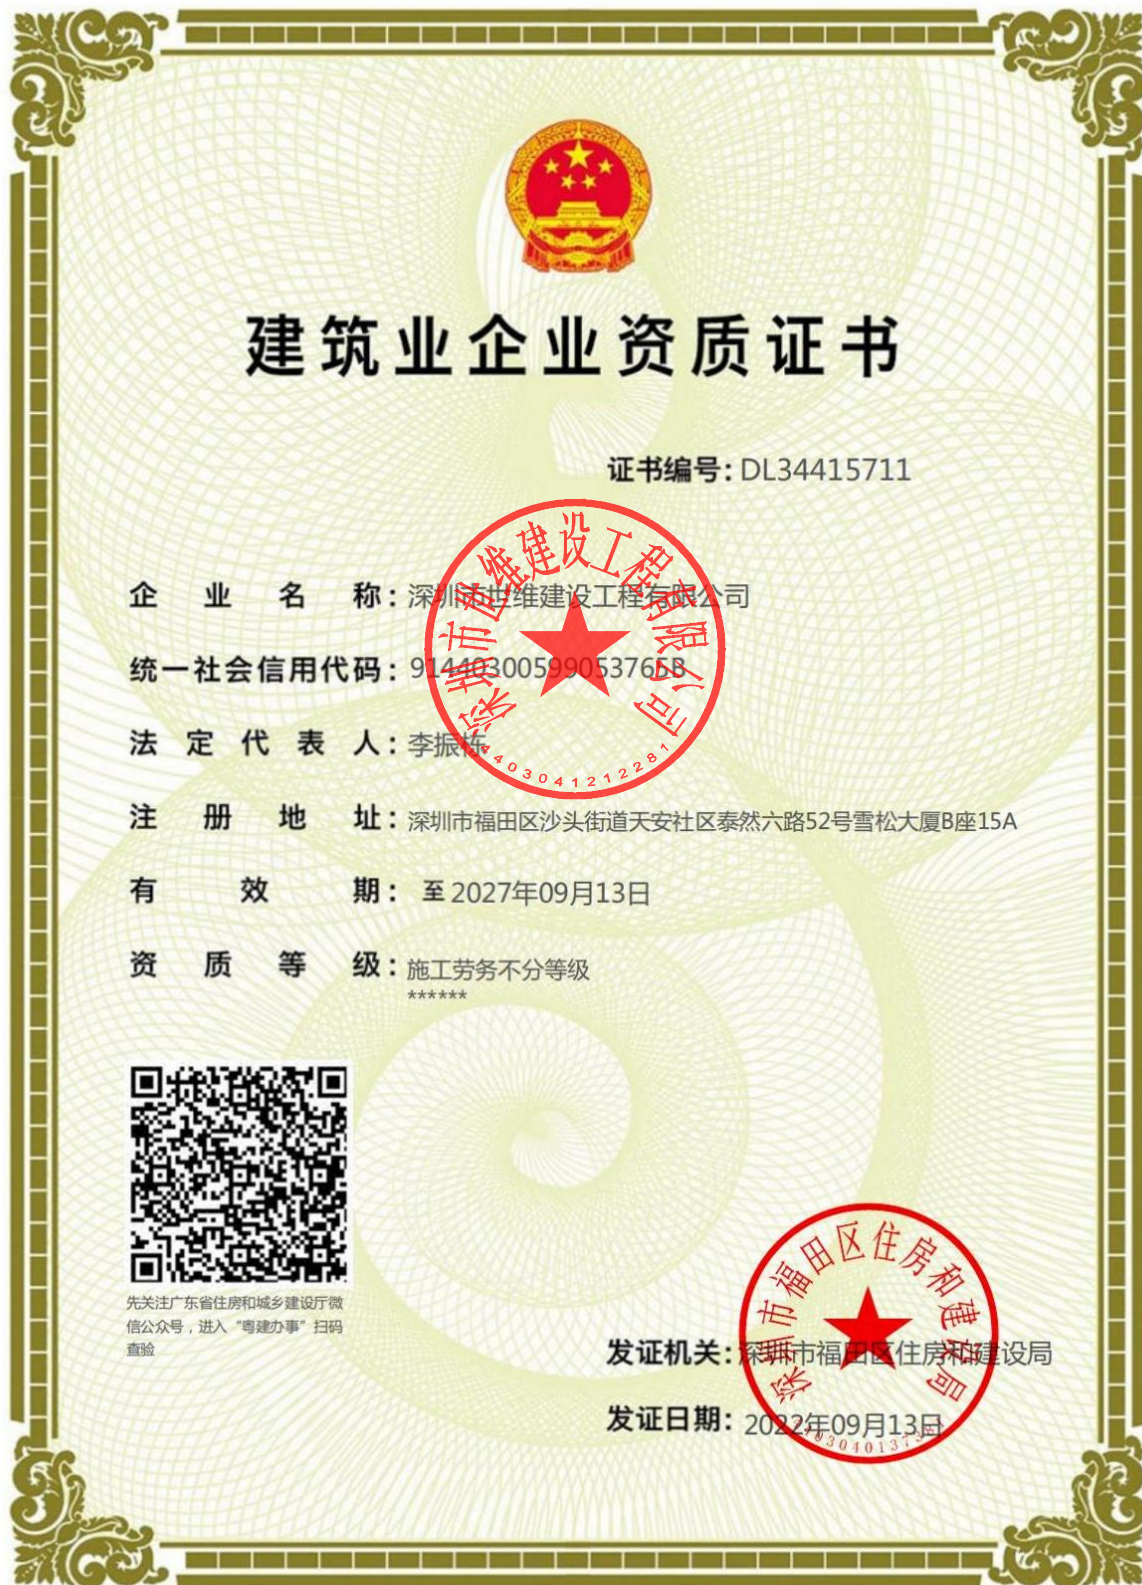 建筑业企业资质证书
证书编号：DL34415711
企业名称：深圳市世维建设工程有限公司
统一社会信用代码：91440300599053765B
法定代表人：李振栋
注册地址：深圳市福田区沙头街道天安社区泰然六路52号雪松大厦B座15A
有效期：至2027年09月13日
资质等级：施工劳务不分等级
******
深圳市世维建设工程有限公司
4403041212281
先关注广东省住房和城乡建设厅微
信公众号，进入“粤建办事”扫码
查验
发证机关：深圳市福田区住房和建设局
发证日期：2022年09月13日
深圳市福田区住房和建设局